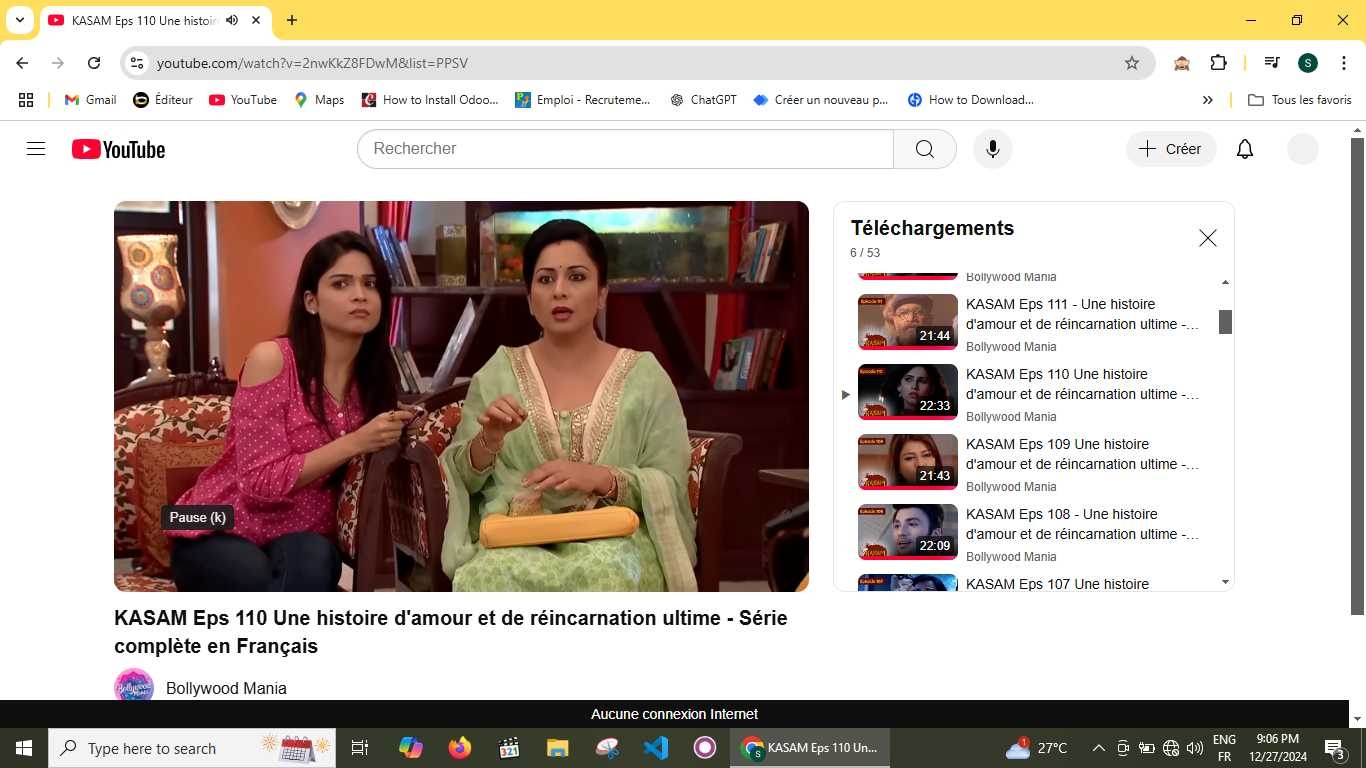 KASAM Eps 110 Une histoir
youtube.com/watch?v=2nwKkZ8FDwM&list=PPSV
S
Gmail
Éditeur
YouTube
Maps
How to Install Odoo...
Emploi - Recruteme...
ChatGPT
Créer un nouveau p...
How to Download...
Tous les favoris
YouTube
Rechercher
Créer
Téléchargements
6 / 53
Bollywood Mania
21:44
KASAM Eps 111 - Une histoire
d'amour et de réincarnation ultime -...
Bollywood Mania
22:33
KASAM Eps 110 Une histoire
d'amour et de réincarnation ultime -...
Bollywood Mania
21:43
KASAM Eps 109 Une histoire
d'amour et de réincarnation ultime -...
Bollywood Mania
22:09
KASAM Eps 108 - Une histoire
d'amour et de réincarnation ultime -...
Bollywood Mania
KASAM Eps 107 Une histoire
Pause (k)
KASAM Eps 110 Une histoire d'amour et de réincarnation ultime - Série
complète en Français
Bollywood Mania
Aucune connexion Internet
Type here to search
KASAM Eps 110 Un...
27°C
ENG
FR
9:06 PM
12/27/2024
3